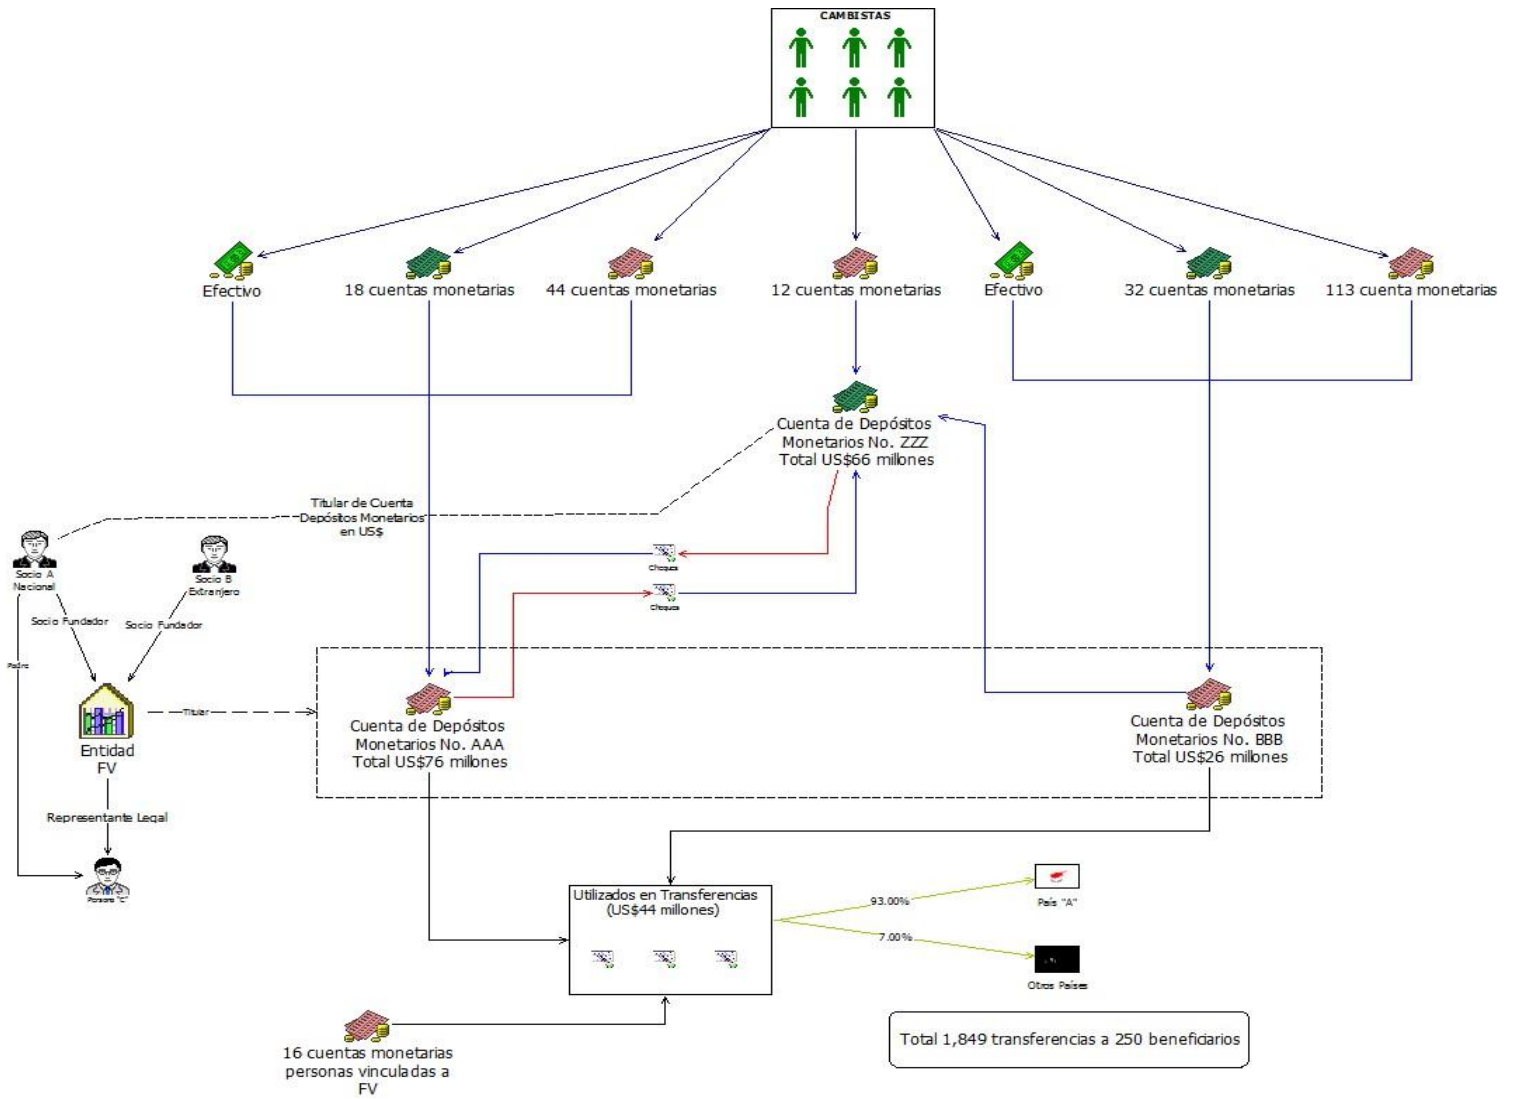 CAMBISTAS
Efectivo
18 cuentas monetarias
44 cuentas monetarias
12 cuentas monetarias
Efectivo
32 cuentas monetarias
113 cuenta monetarias
Cuenta de Depósitos
Monetarios No. ZZZ
Total US$66 millones
Titular de Cuenta
Depósitos Monetarios
en US$
Socio A
Nacional
Socio B
Extranjero
Cheques
Cheques
Socio Fundador
Socio Fundador
Padre
Titular
Entidad
FV
Cuenta de Depósitos
Monetarios No. AAA
Total US$76 millones
Cuenta de Depósitos
Monetarios No. BBB
Total US$26 millones
Representante Legal
Persona "C"
Utilizados en Transferencias
(US$44 millones)
93.00%
País "A"
7.00%
Otros Países
Total 1,849 transferencias a 250 beneficiarios
16 cuentas monetarias
personas vinculadas a
FV